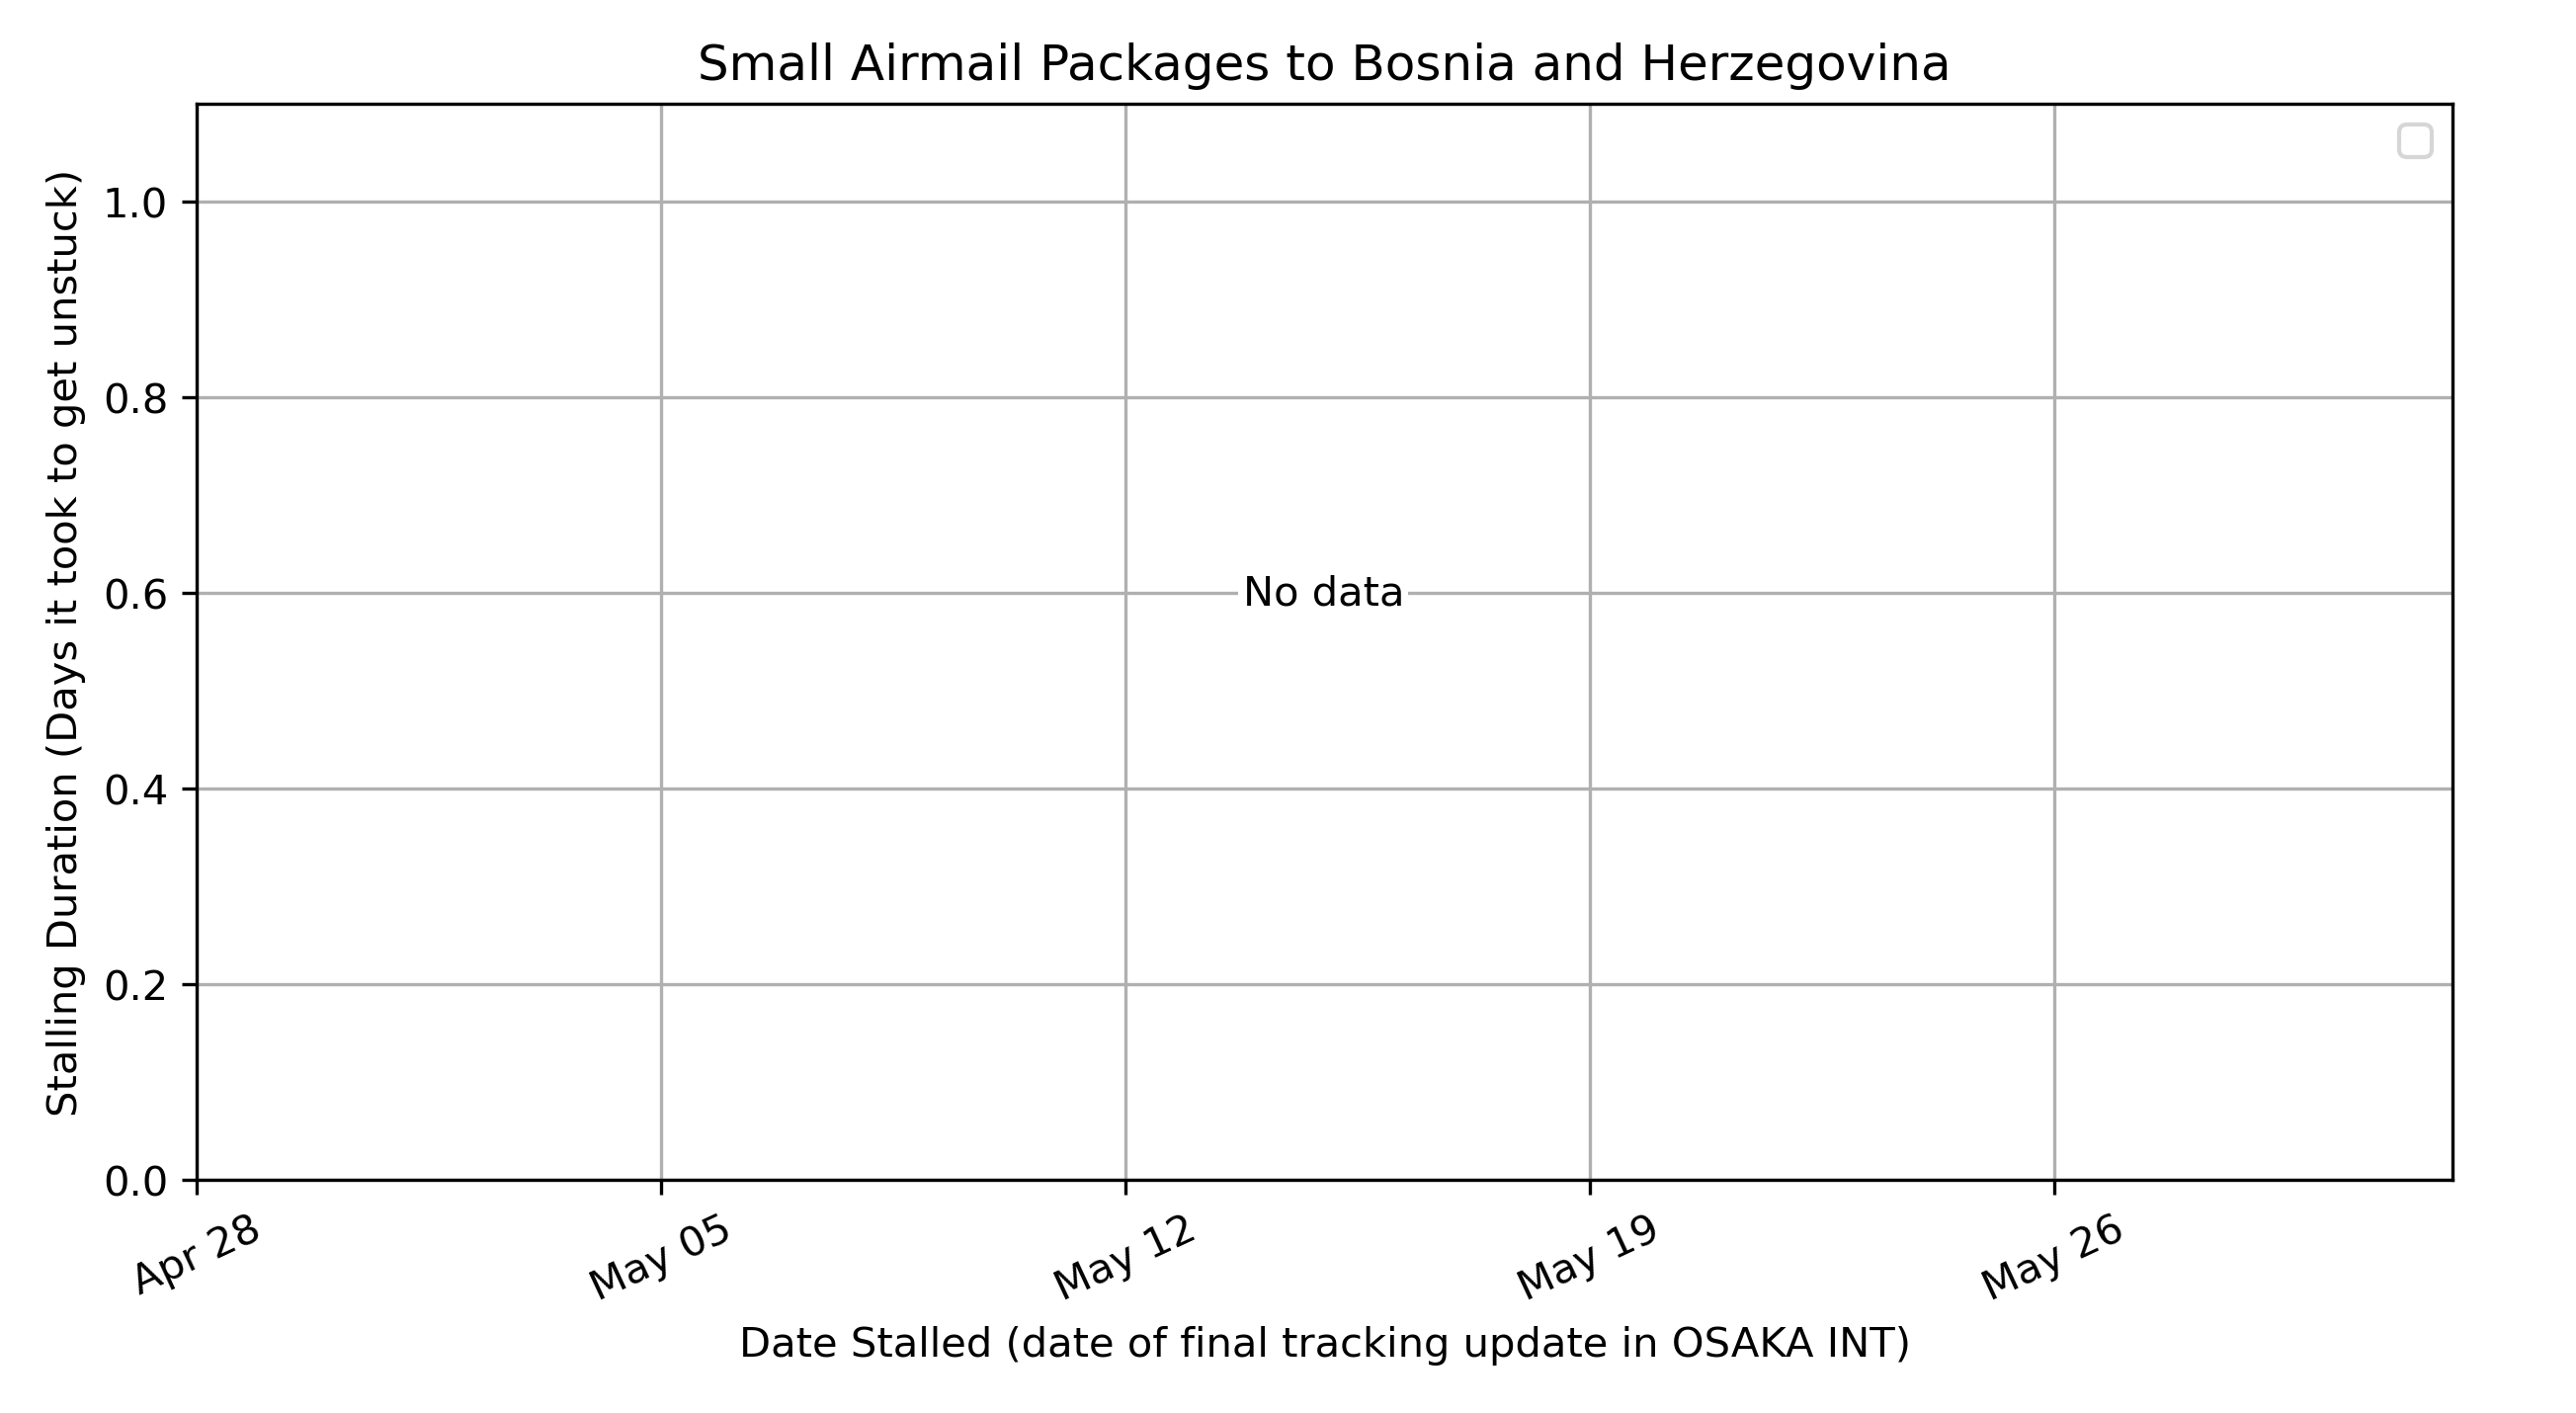 Small Airmail Packages to Bosnia and Herzegovina
Stalling Duration (Days it took to get unstuck)
1.0
0.8
0.6
0.4
0.2
0.0
No data
Apr 28
May 05
May 12
May 19
May 26
Date Stalled (date of final tracking update in OSAKA INT)